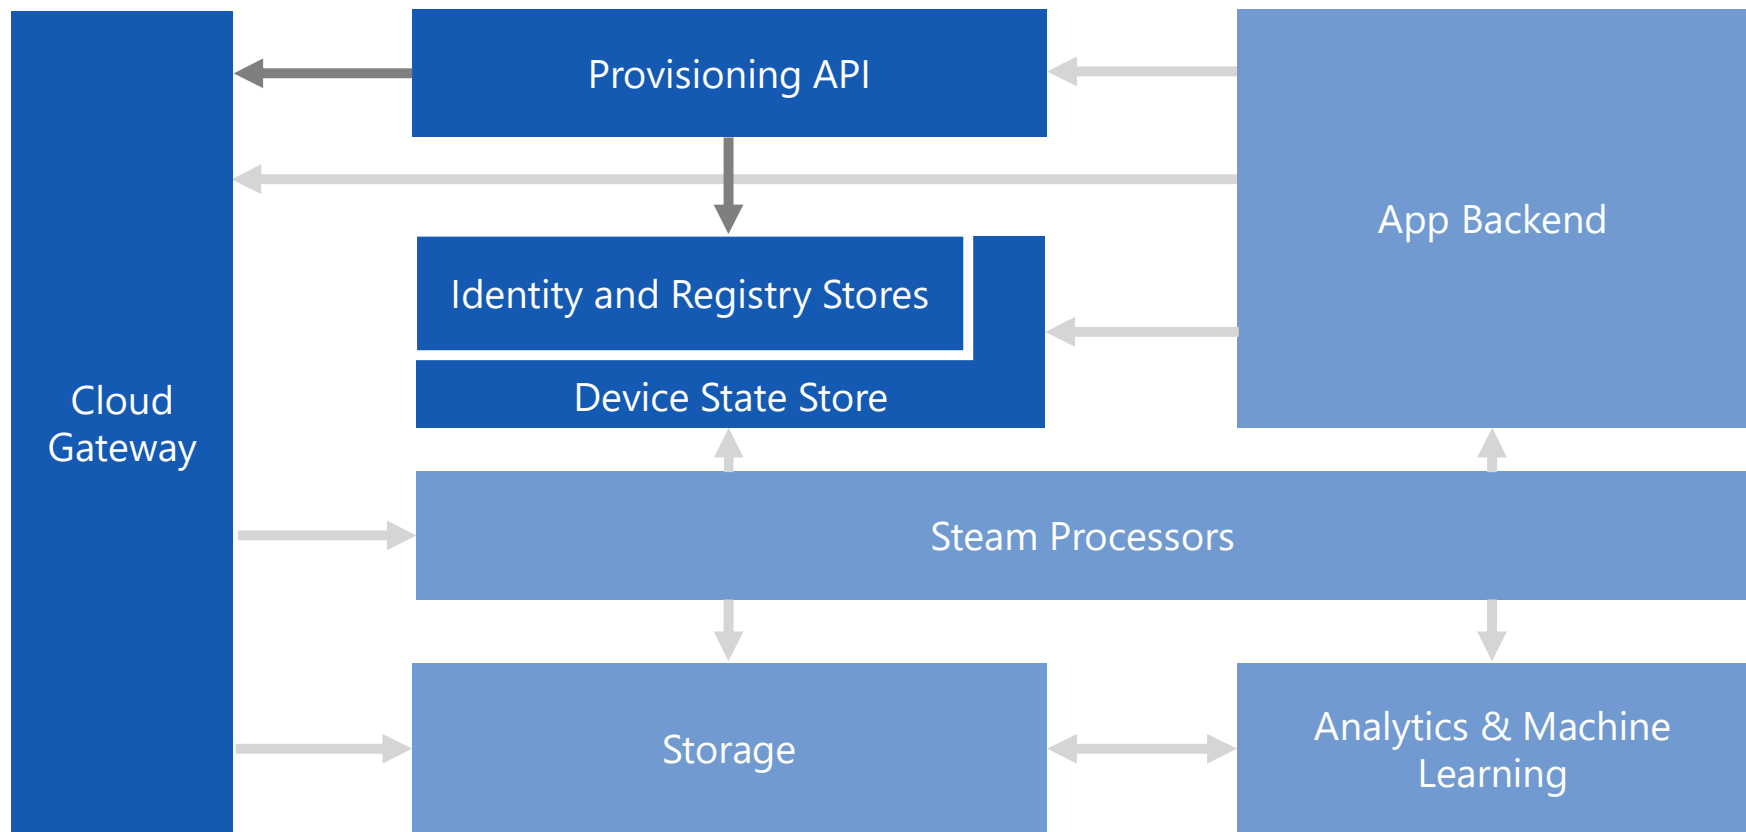 Provisioning API
App Backend
Identity and Registry Stores
Device State Store
Cloud
Gateway
Steam Processors
Storage
Analytics & Machine
Learning